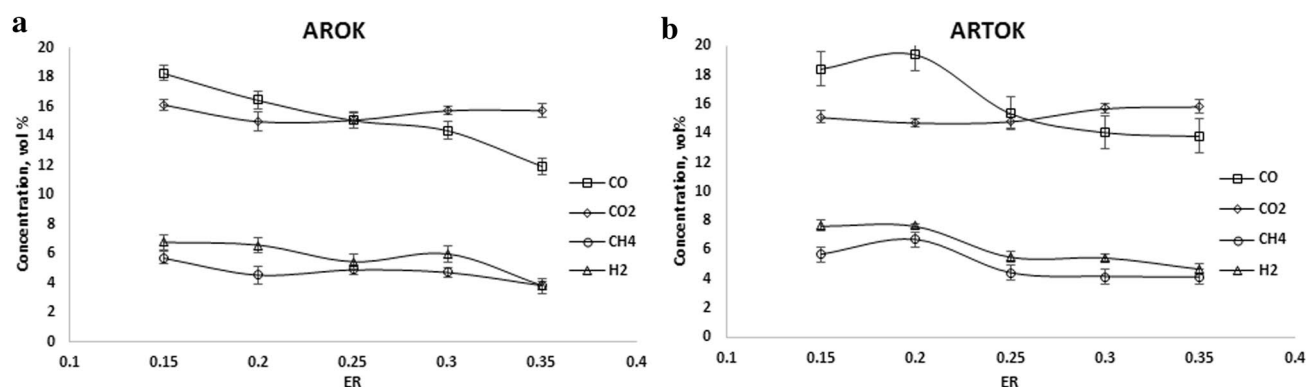 a
AROK
Concentration, vol %
20
18
16
14
12
10
8
6
4
2
0
0.1
0.15
0.2
0.25
0.3
0.35
0.4
ER
CO
CO2
CH4
H2
b
ARTOK
Concentration, vol%
20
18
16
14
12
10
8
6
4
2
0
0.1
0.15
0.2
0.25
0.3
0.35
0.4
ER
CO
CO2
CH4
H2